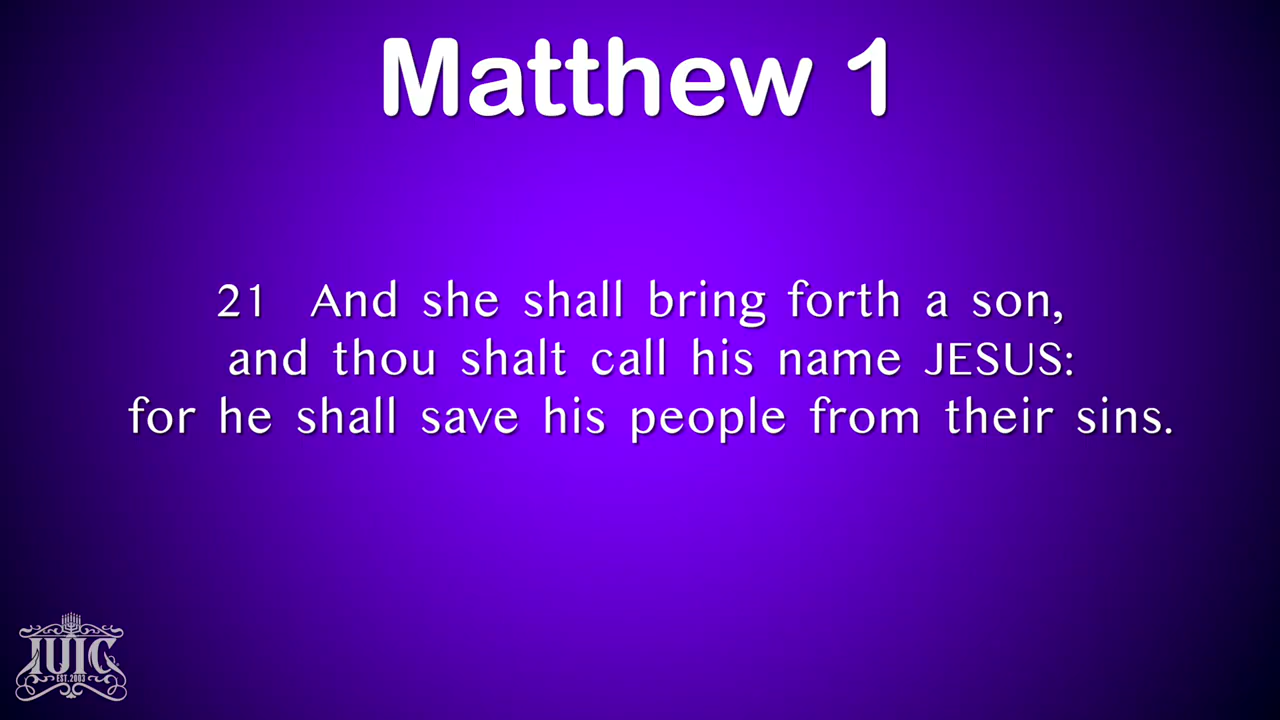 Matthew 1
21 And she shall bring forth a son,
and thou shalt call his name JESUS:
for he shall save his people from their sins.
IUIC
EST.2003